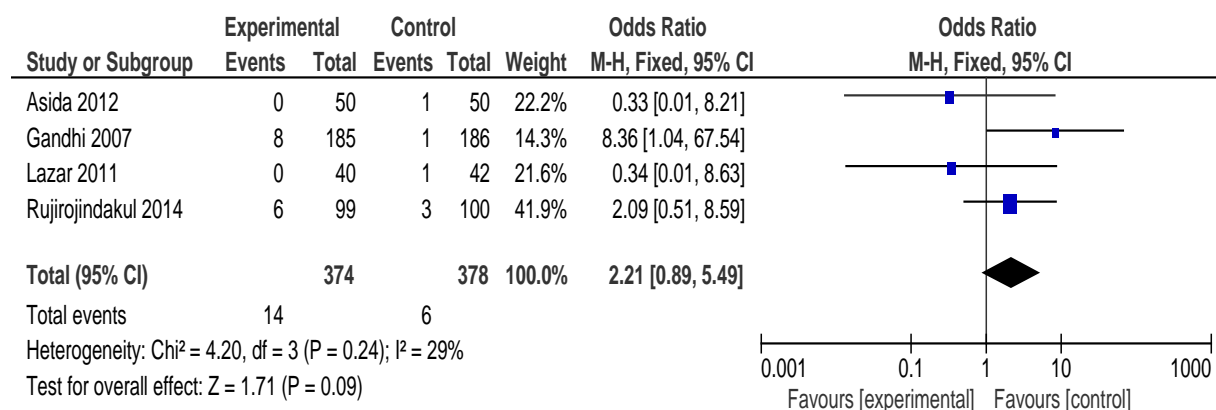 Experimental Control Odds Ratio Odds Ratio
Study or Subgroup Events Total Events Total Weight M-H, Fixed, 95% CI M-H, Fixed, 95% CI
Asida 2012 0 50 1 50 22.2% 0.33 [0.01, 8.21]
Gandhi 2007 8 185 1 186 14.3% 8.36 [1.04, 67.54]
Lazar 2011 0 40 1 42 21.6% 0.34 [0.01, 8.63]
Rujirojindakul 2014 6 99 3 100 41.9% 2.09 [0.51, 8.59]
Total (95% CI) 374 378 100.0% 2.21 [0.89, 5.49]
Total events 14 6
Heterogeneity: Chi² = 4.20, df = 3 (P = 0.24); I² = 29%
Test for overall effect: Z = 1.71 (P = 0.09)
0.001 0.1 1 10 1000
Favours [experimental] Favours [control]